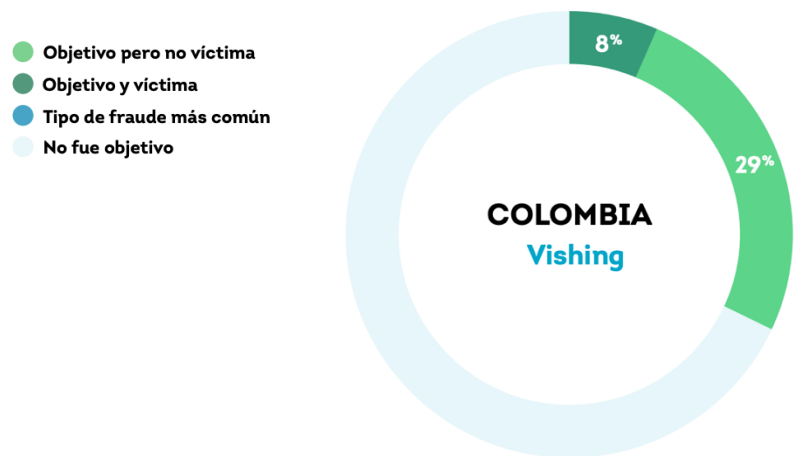 Objetivo pero no víctima
Objetivo y víctima
Tipo de fraude más común
No fue objetivo
8%
29%
COLOMBIA
Vishing